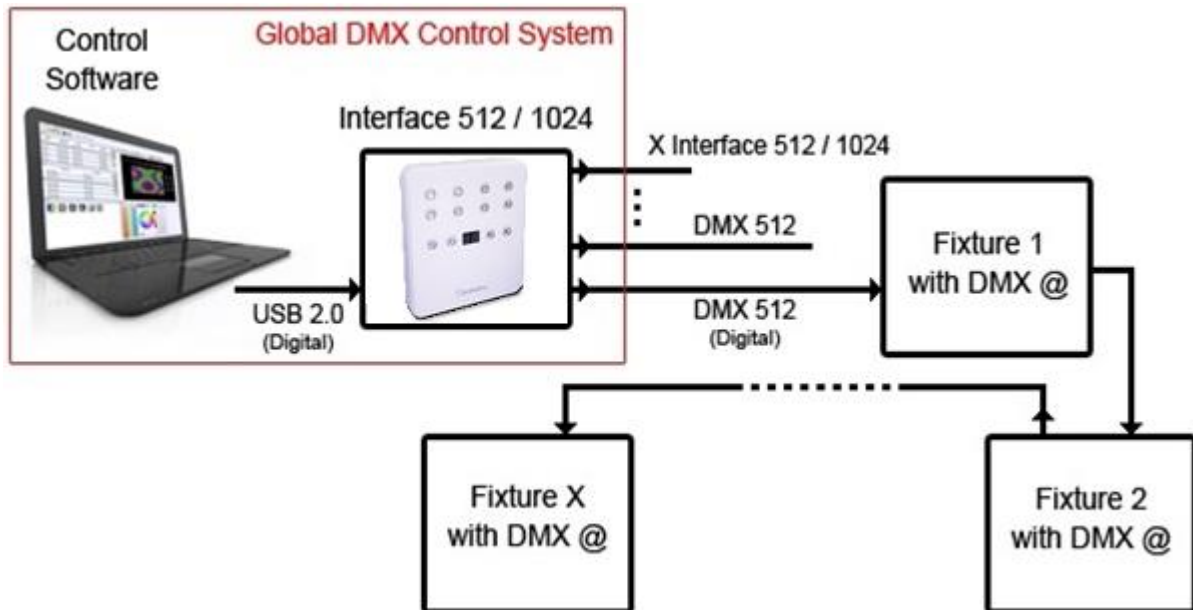 Global DMX Control System
Control
Software
Interface 512 / 1024
X Interface 512 / 1024
DMX 512
USB 2.0
(Digital)
DMX 512
(Digital)
Fixture 1
with DMX @
Fixture X
with DMX @
Fixture 2
with DMX @